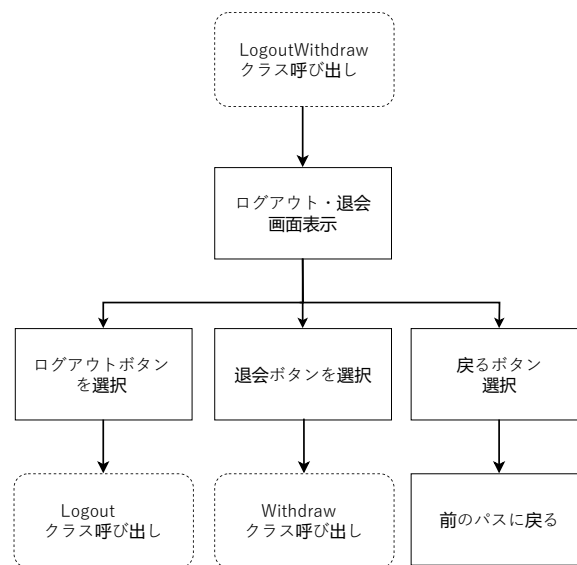 LogoutWithdraw
クラス呼び出し
ログアウト・退会
画面表示
ログアウトボタン
を選択
退会ボタンを選択
戻るボタン
選択
Logout
クラス呼び出し
Withdraw
クラス呼び出し
前のパスに戻る